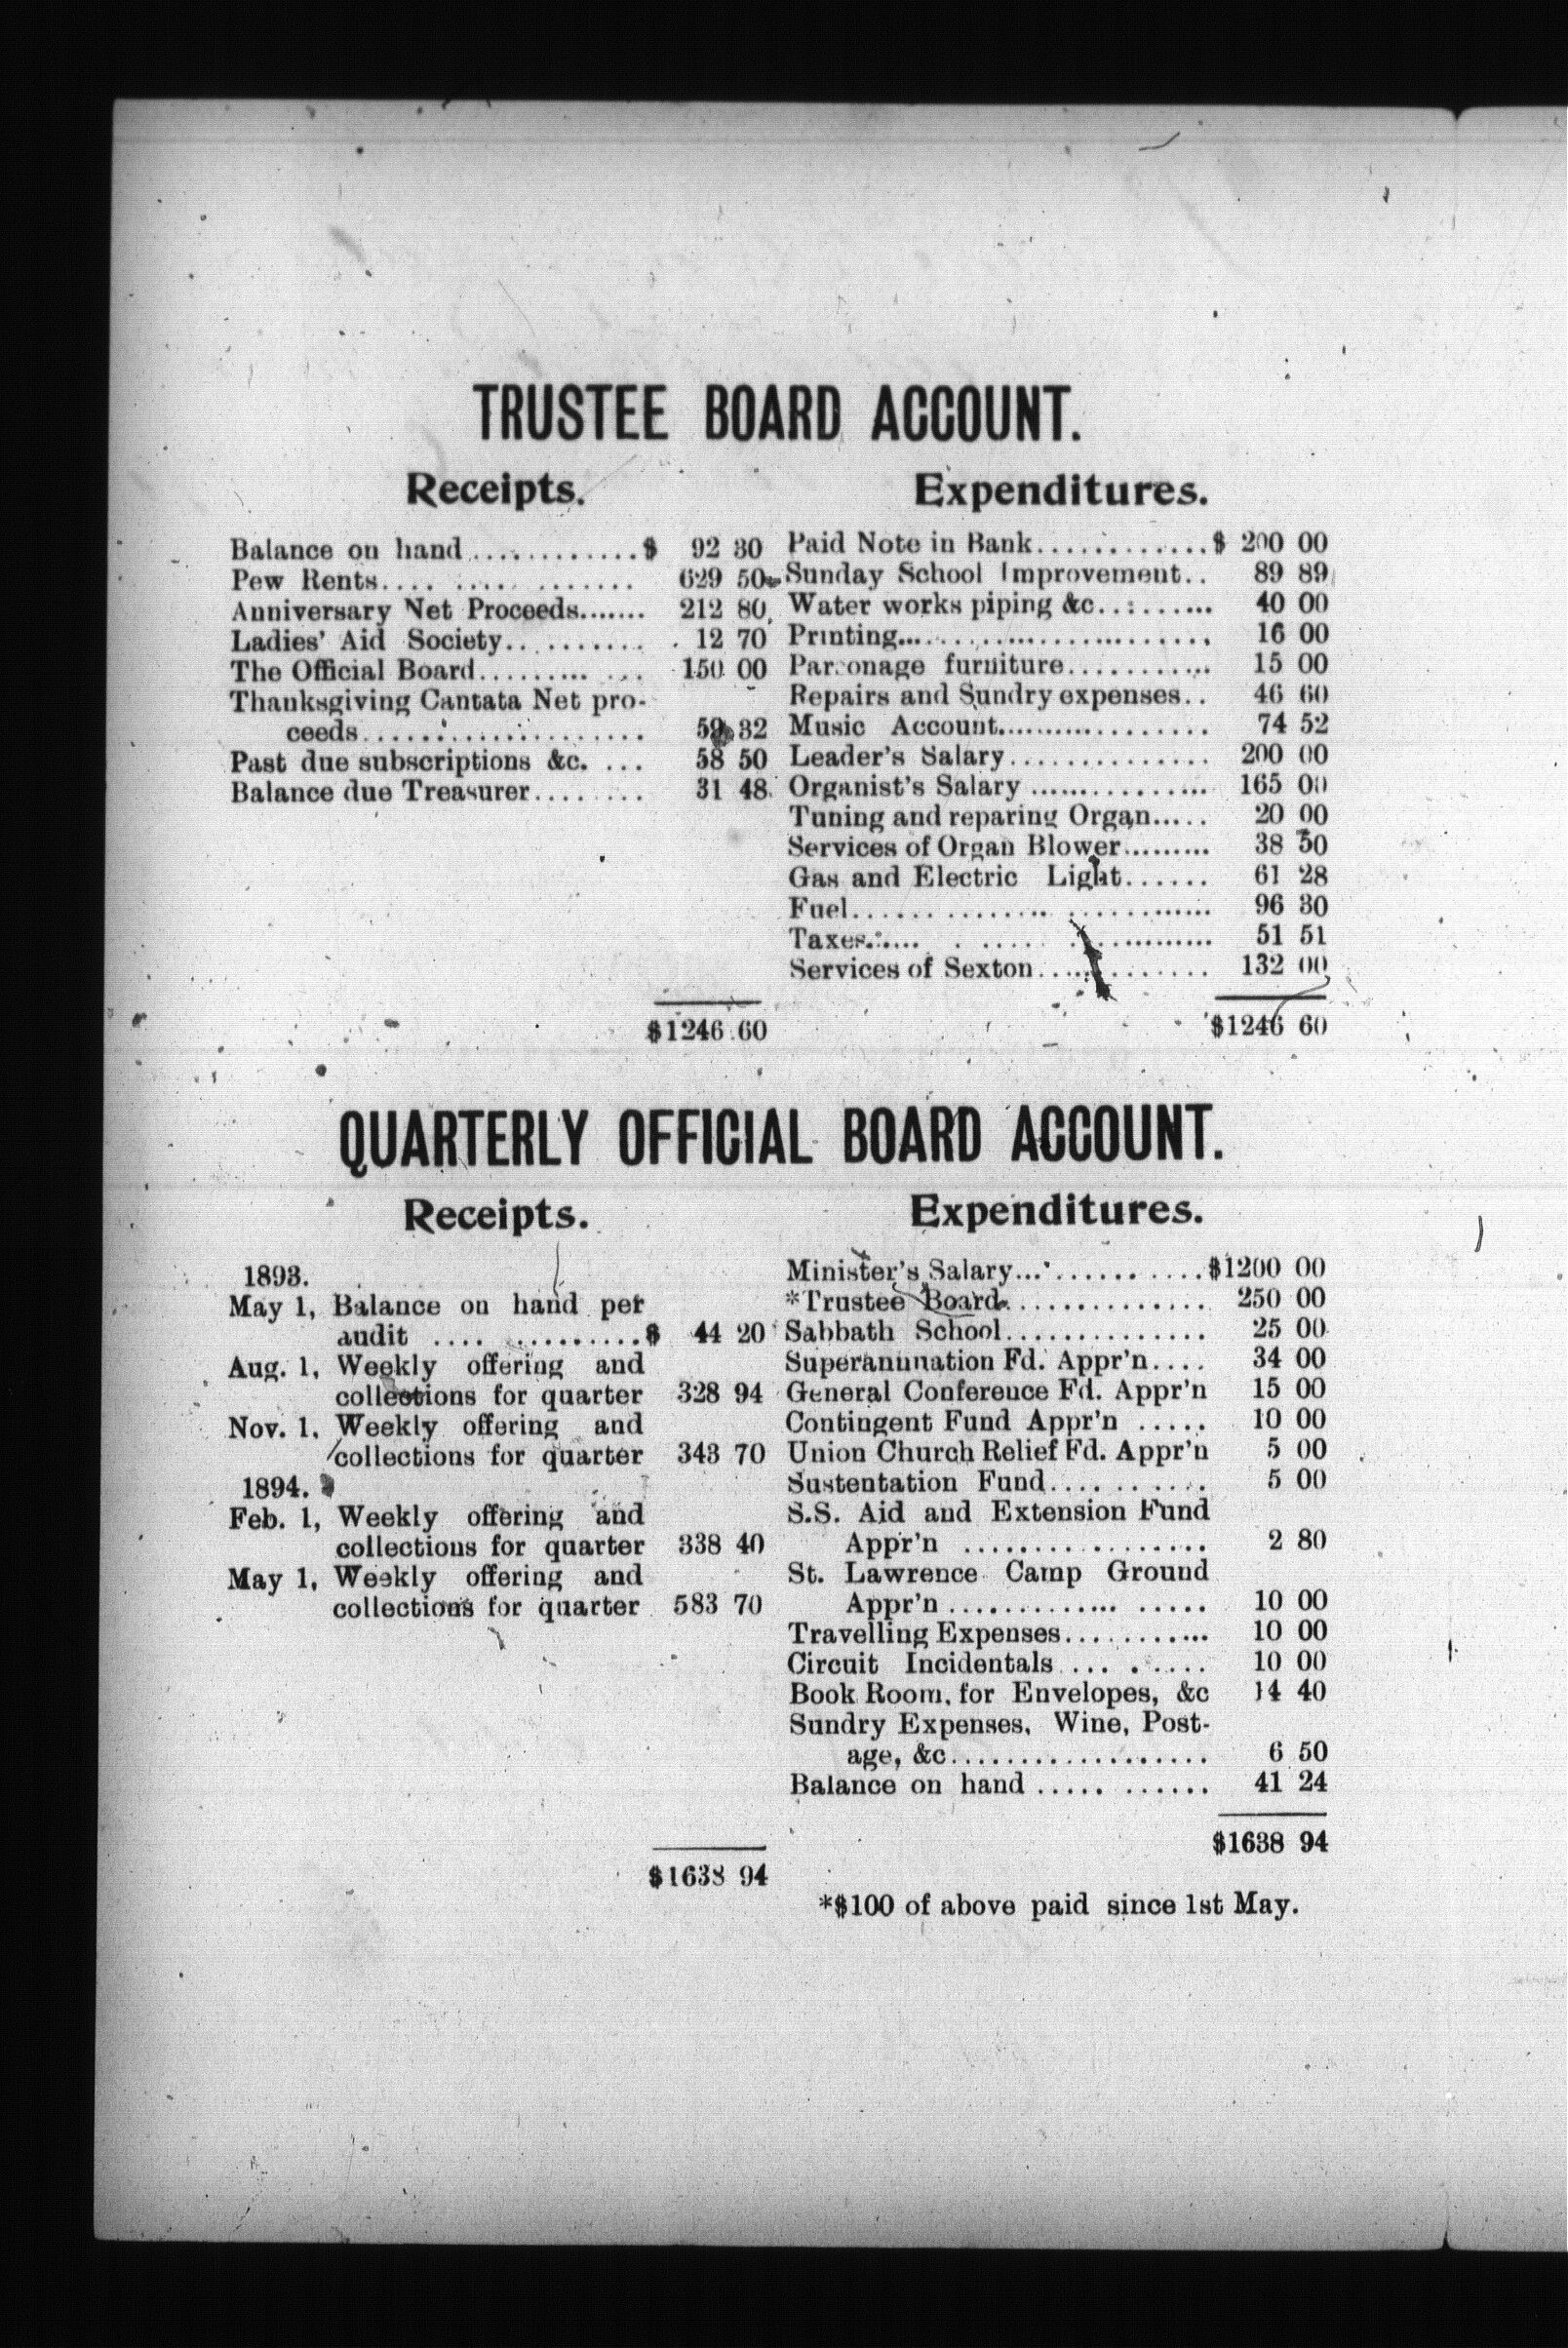 TRUSTEE BOARD ACCOUNT.
Receipts.
Balance on hand ............$ 92 30
Pew Rents.... .............. 629 50
Anniversary Net Proceeds....... 212 80
Ladies' Aid Society.......... 12 70
The Official Board......... ... 150 00
Thanksgiving Cantata Net pro-
ceeds..................... 59 32
Past due subscriptions &c. ... 58 50
Balance due Treasurer........ 31 48
$1246 60
Expenditures.
Paid Note in Bank............$ 200 00
Sunday School Improvement.. 89 89
Water works piping &c......... 40 00
Printing...................... 16 00
Parsonage furniture........... 15 00
Repairs and Sundry expenses.. 46 60
Music Account................. 74 52
Leader's Salary.............. 200 00
Organist's Salary ............... 165 00
Tuning and reparing Organ..... 20 00
Services of Organ Blower......... 38 50
Gas and Electric Light...... 61 28
Fuel.............. ........... 96 30
Taxes...... . ..... ............ 51 51
Services of Sexton............ 132 00
$1246 60
QUARTERLY OFFICIAL BOARD ACCOUNT.
Receipts.
1893.
May 1, Balance on hand per
audit .... ..........$ 44 20
Aug. 1, Weekly offering and
collections for quarter 328 94
Nov. 1, Weekly offering and
collections for quarter 343 70
1894.
Feb. 1, Weekly offering and
collections for quarter 338 40
May 1, Weekly offering and
collections for quarter 583 70
$1638 94
Expenditures.
Minister's Salary.............$1200 00
*Trustee Board............... 250 00
Sabbath School.............. 25 00
Superannuation Fd. Appr'n.... 34 00
General Conference Fd. Appr'n 15 00
Contingent Fund Appr'n ..... 10 00
Union Church Relief Fd. Appr'n 5 00
Sustentation Fund.......... 5 00
S.S. Aid and Extension Fund
Appr'n ................ 2 80
St. Lawrence Camp Ground
Appr'n ............. ..... 10 00
Travelling Expenses........... 10 00
Circuit Incidentals .... . .... 10 00
Book Room, for Envelopes, &c 14 40
Sundry Expenses, Wine, Post-
age, &c.................. 6 50
Balance on hand ..... ...... 41 24
$1638 94
*$100 of above paid since 1st May.